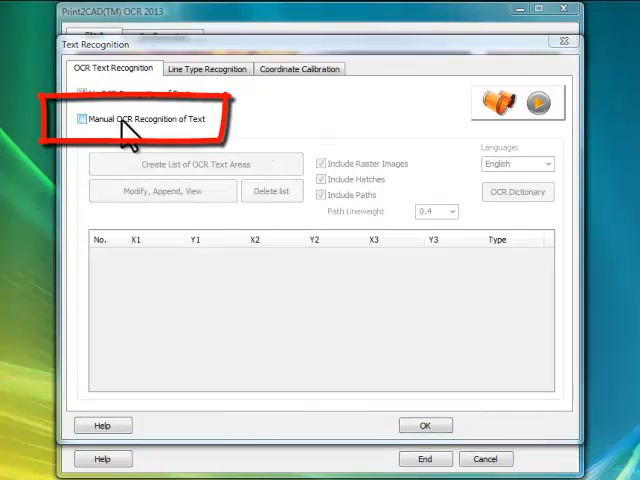 Print2CAD(TM) OCR 2013
Start
Text Recognition
OCR Text Recognition
Line Type Recognition
Coordinate Calibration
Manual OCR Recognition of Text
Create List of OCR Text Areas
Modify, Append, View
Delete list
Include Raster Images
Include Hatches
Include Paths
Path Lineweight:
0.4
Language:
English
OCR Dictionary
No. X1 Y1 X2 Y2 X3 Y3 Type
Help
OK
Help
End
Cancel